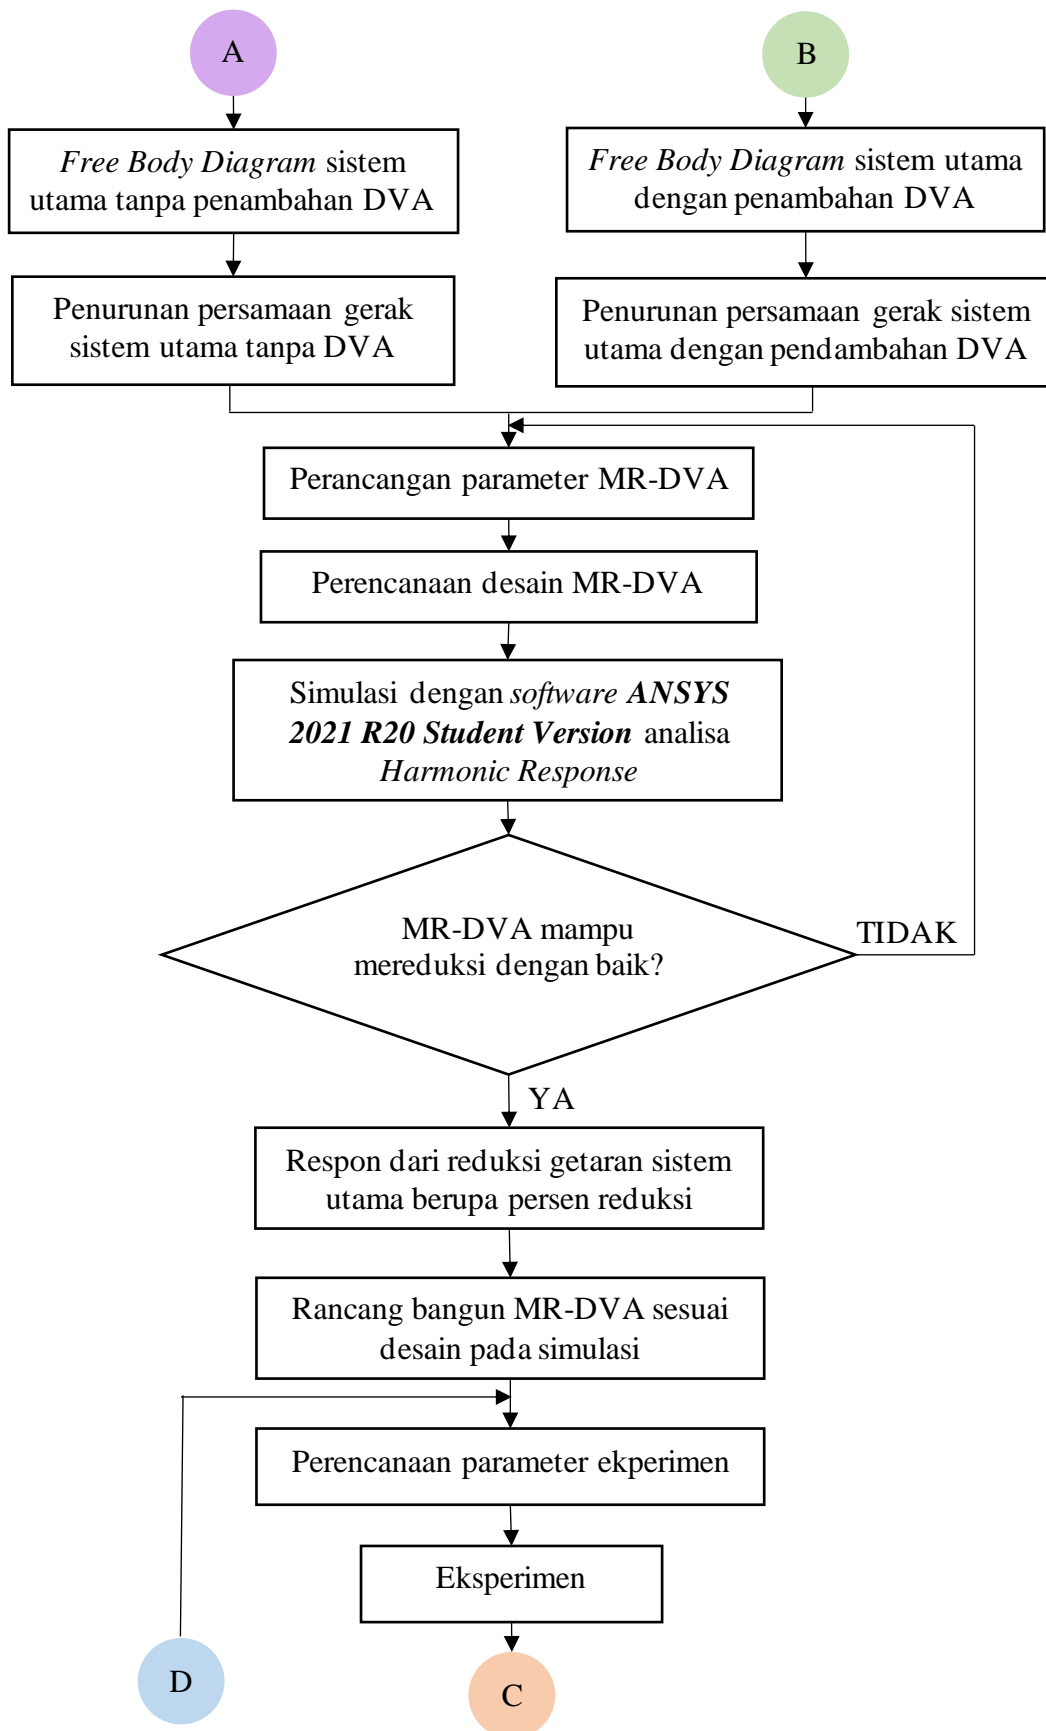 A
B
Free Body Diagram sistem
utama tanpa penambahan DVA
Free Body Diagram sistem utama
dengan penambahan DVA
Penurunan persamaan gerak
sistem utama tanpa DVA
Penurunan persamaan gerak sistem
utama dengan pendambahan DVA
Perancangan parameter MR-DVA
Perencanaan desain MR-DVA
Simulasi dengan software ANSYS
2021 R20 Student Version analisa
Harmonic Response
MR-DVA mampu
mereduksi dengan baik?
TIDAK
YA
Respon dari reduksi getaran sistem
utama berupa persen reduksi
Rancang bangun MR-DVA sesuai
desain pada simulasi
Perencanaan parameter ekperimen
Eksperimen
D
C